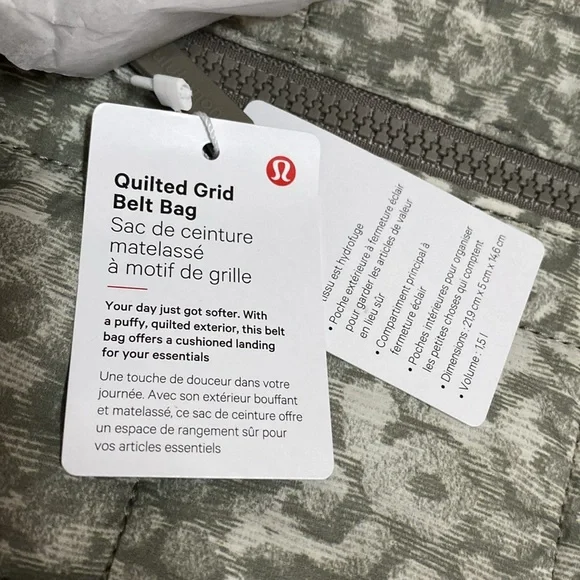 Quilted Grid
Belt Bag
Sac de ceinture
matelassé
à motif de grille
Your day just got softer. With
a puffy, quilted exterior, this belt
bag offers a cushioned landing
for your essentials
Une touche de douceur dans votre
journée. Avec son extérieur bouffant
et matelassé, ce sac de ceinture offre
un espace de rangement sûr pour
vos articles essentiels
est hydrofuge
• Poche extérieure à fermeture éclair
pour garder les articles de valeur
en lieu sûr
• Compartiment principal à
fermeture éclair
• Poches intérieures pour organiser
les petites choses qui comptent
• Dimensions : 21,9 cm x 5 cm x 14,6 cm
• Volume : 1,5 l